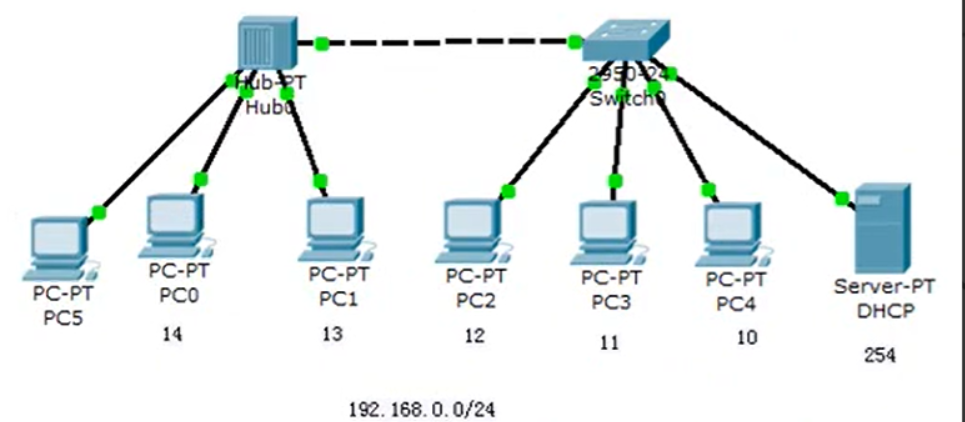 Hub-PT
Hub0
2950-24
Switch0
PC-PT
PC5
PC-PT
PC0
14
PC-PT
PC1
13
PC-PT
PC2
12
PC-PT
PC3
11
PC-PT
PC4
10
Server-PT
DHCP
254
192.168.0.0/24